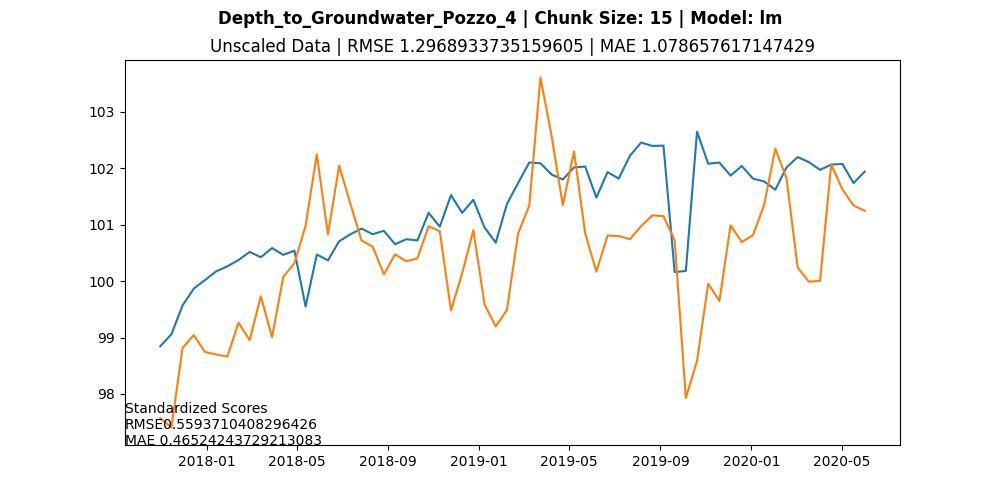 Depth_to_Groundwater_Pozzo_4 | Chunk Size: 15 | Model: lm
Unscaled Data | RMSE 1.2968933735159605 | MAE 1.078657617147429
103
102
101
100
99
98
Standardized Scores
RMSE0.5593710408296426
MAE 0.46524243729213083
2018-01 2018-05 2018-09 2019-01 2019-05 2019-09 2020-01 2020-05